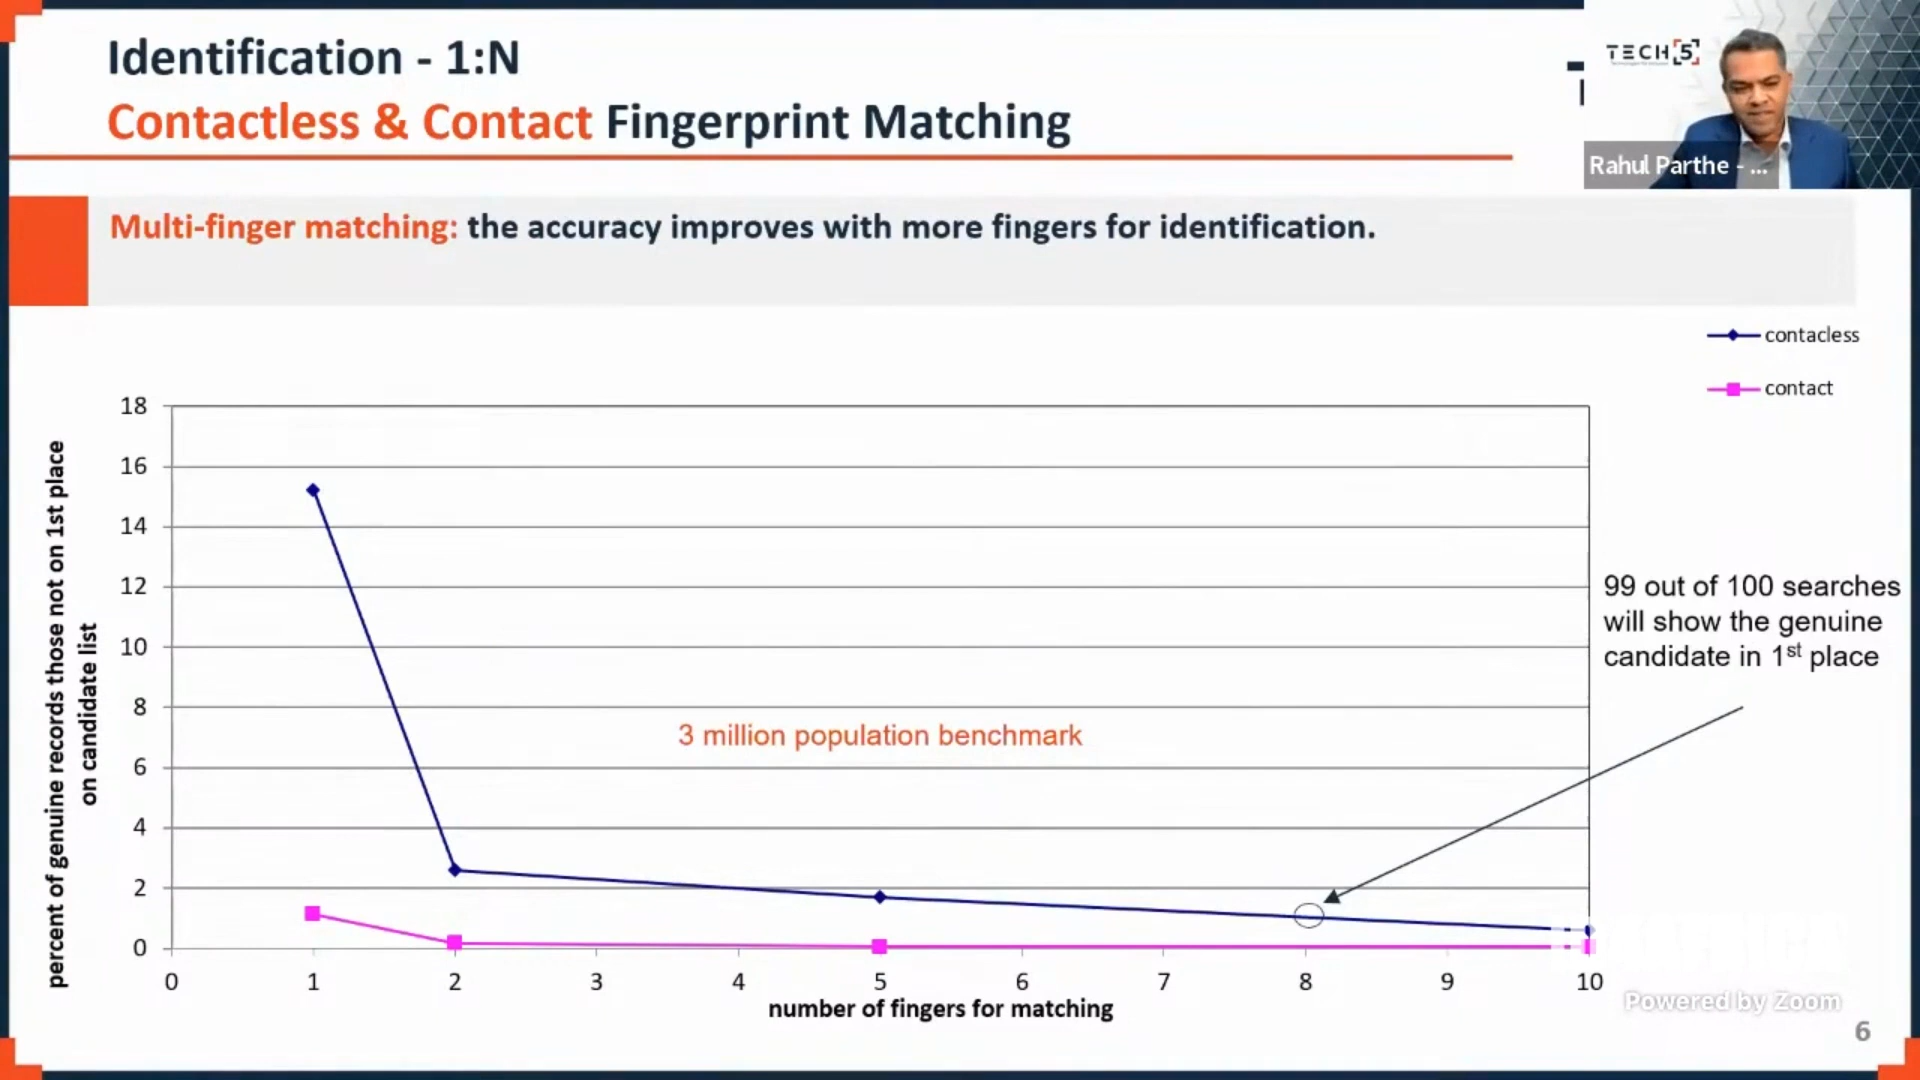 Identification - 1:N
Contactless & Contact Fingerprint Matching
TECH 5
Rahul Parthe - ...
Multi-finger matching: the accuracy improves with more fingers for identification.
contacless
contact
percent of genuine records those not on 1st place
on candidate list
18
16
14
12
10
8
6
4
2
0
3 million population benchmark
99 out of 100 searches
will show the genuine
candidate in 1st place
0 1 2 3 4 5 6 7 8 9 10
number of fingers for matching
Powered by Zoom
6